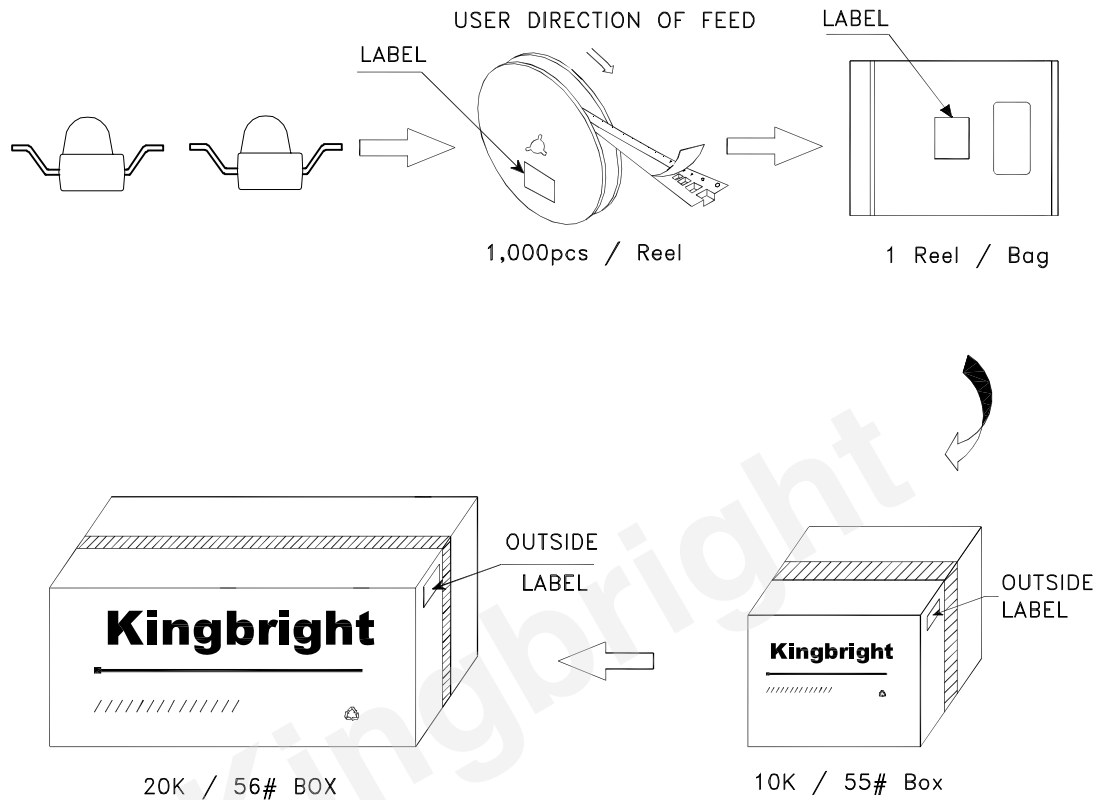 USER DIRECTION OF FEED
LABEL
LABEL
1,000pcs / Reel
1 Reel / Bag
OUTSIDE
LABEL
OUTSIDE
LABEL
Kingbright
Kingbright
20K / 56# BOX
10K / 55# Box
Kingbright